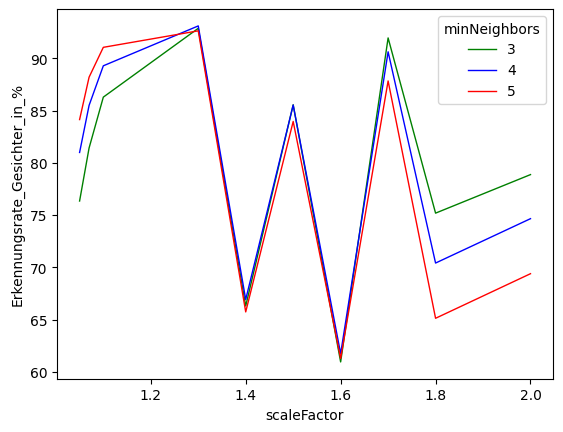 minNeighbors
3
4
5
Erkennungsrate_Gesichter_in_%
90
85
80
75
70
65
60
1.2 1.4 1.6 1.8 2.0
scaleFactor